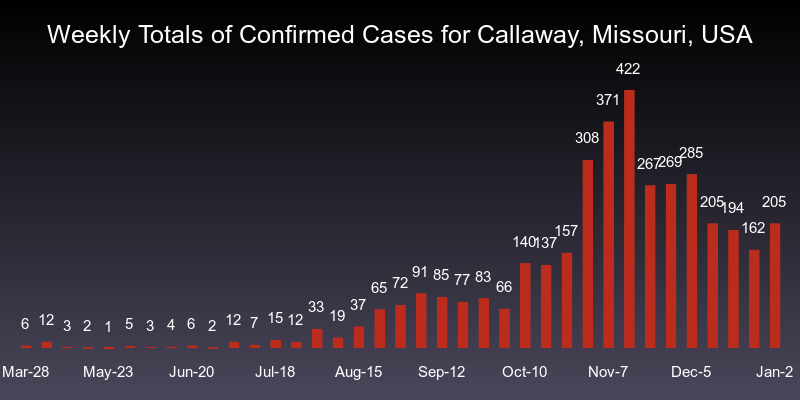 Weekly Totals of Confirmed Cases for Callaway, Missouri, USA
422
371
308
267 269 285
205 194 162 205
140 137 157
91 85 77 83 66
65 72
33 19 37
6 12 3 2 1 5 3 4 6 2 12 7 15 12
Mar-28 May-23 Jun-20 Jul-18 Aug-15 Sep-12 Oct-10 Nov-7 Dec-5 Jan-2